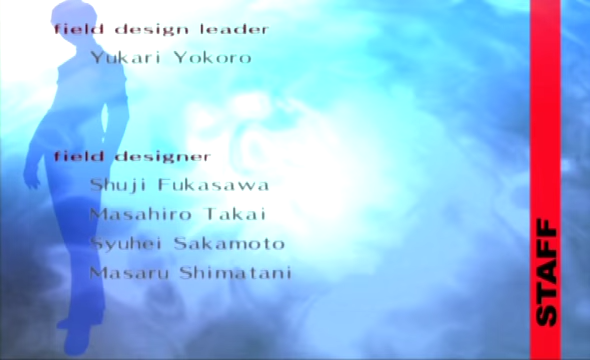 field design leader
Yukari Yokoro
field designer
Shuji Fukasawa
Masahiro Takai
Syuhei Sakamoto
Masaru Shimatani
STAFF